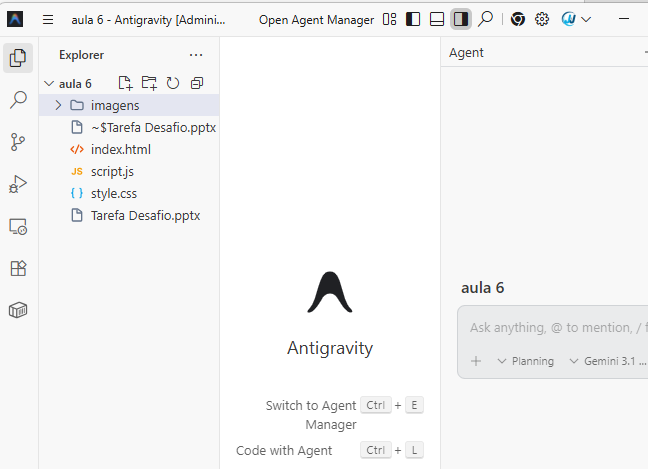 aula 6 - Antigravity [Admini...
Open Agent Manager
Explorer
aula 6
imagens
~$Tarefa Desafio.pptx
index.html
JS script.js
{ } style.css
Tarefa Desafio.pptx
Antigravity
Switch to Agent Manager Ctrl + E
Code with Agent Ctrl + L
Agent
aula 6
Ask anything, @ to mention, / f
Planning
Gemini 3.1 ...